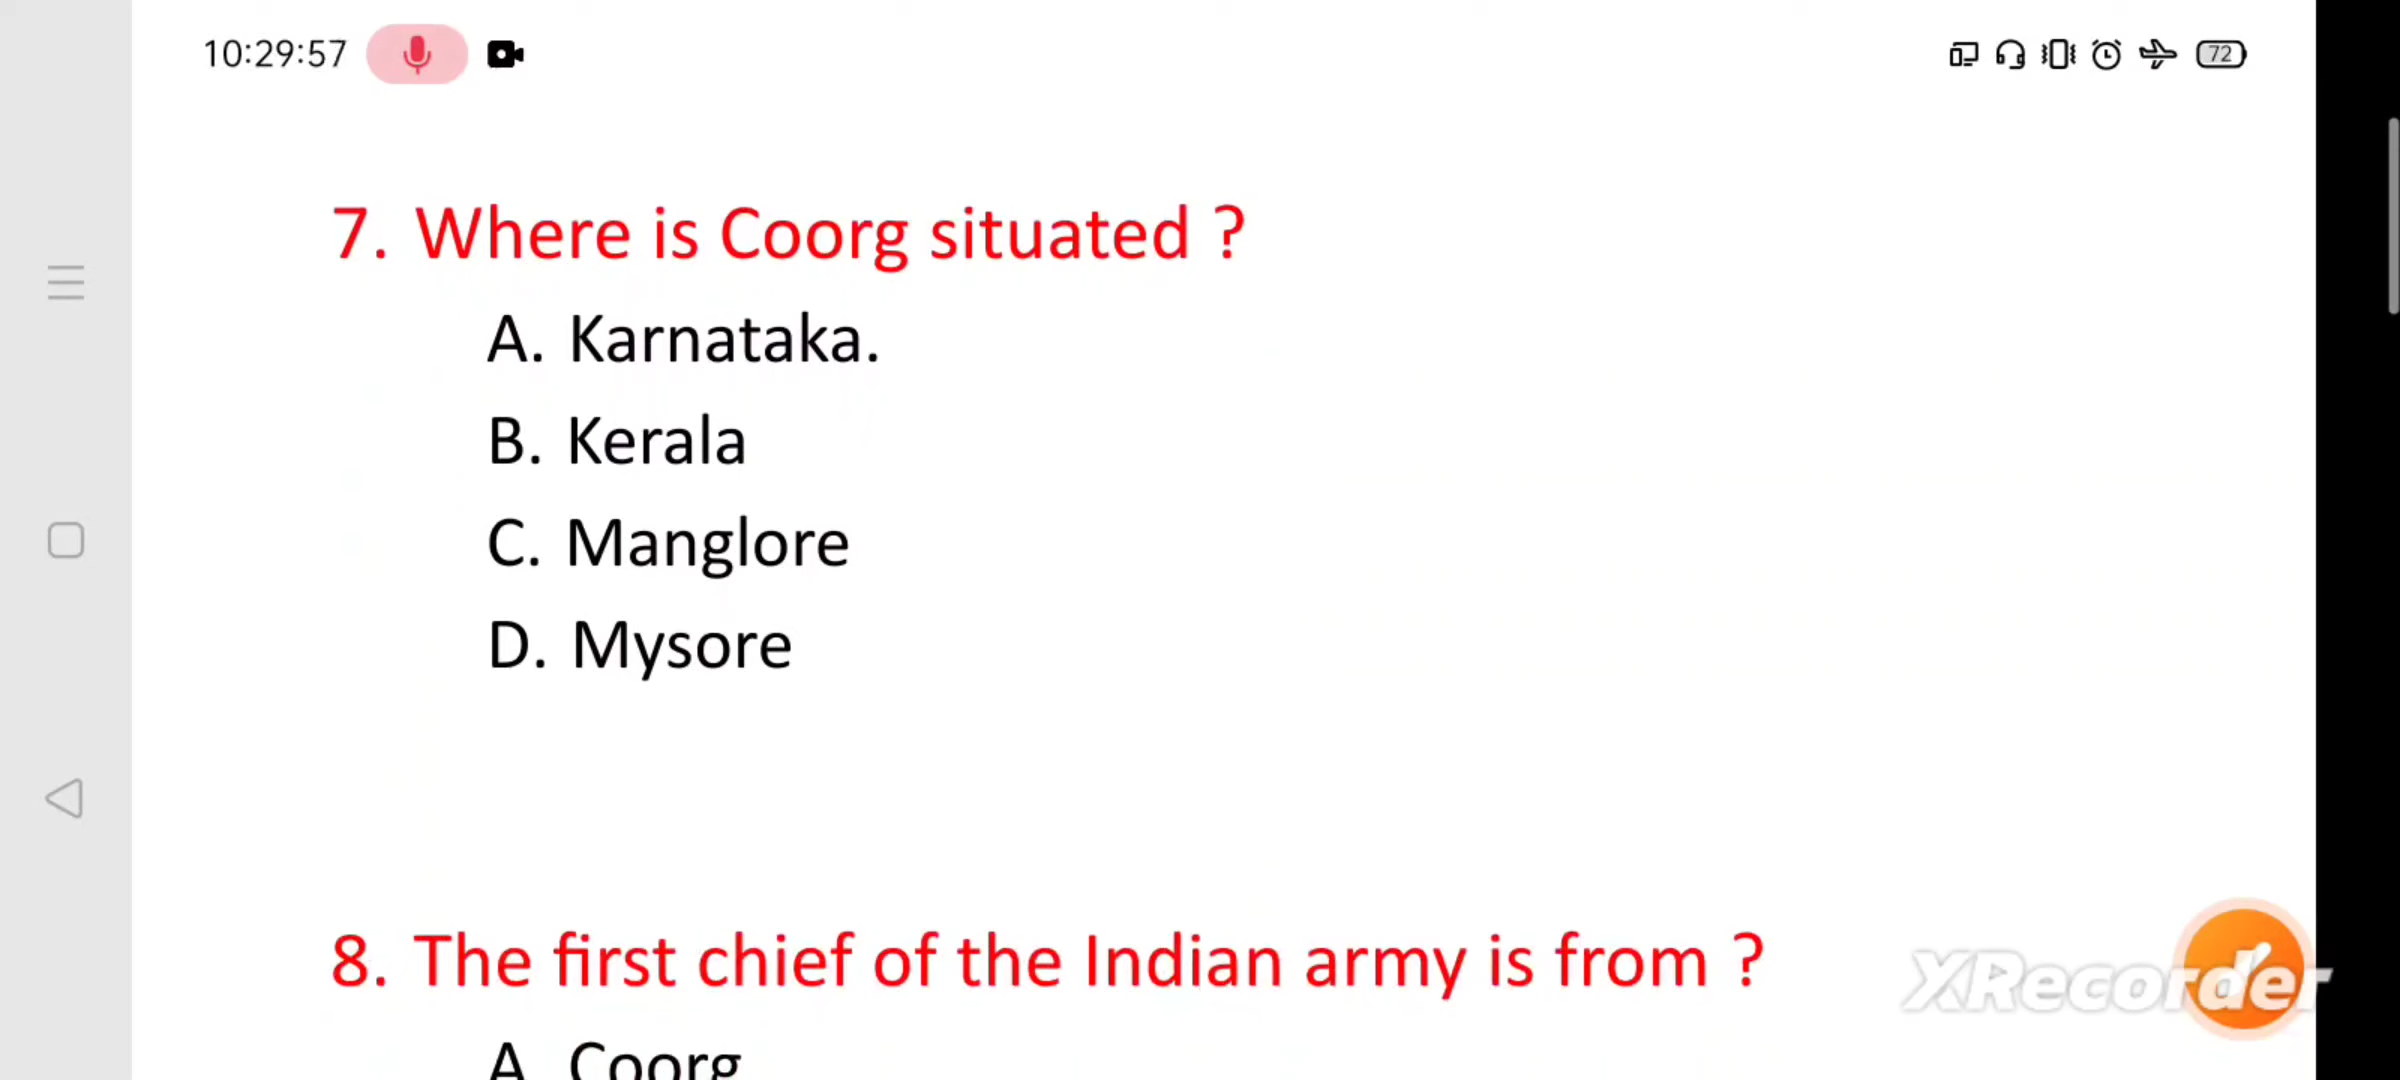 10:29:57
72
7. Where is Coorg situated ?
A. Karnataka.
B. Kerala
C. Manglore
D. Mysore
8. The first chief of the Indian army is from ?
A Coorg
XRecorder